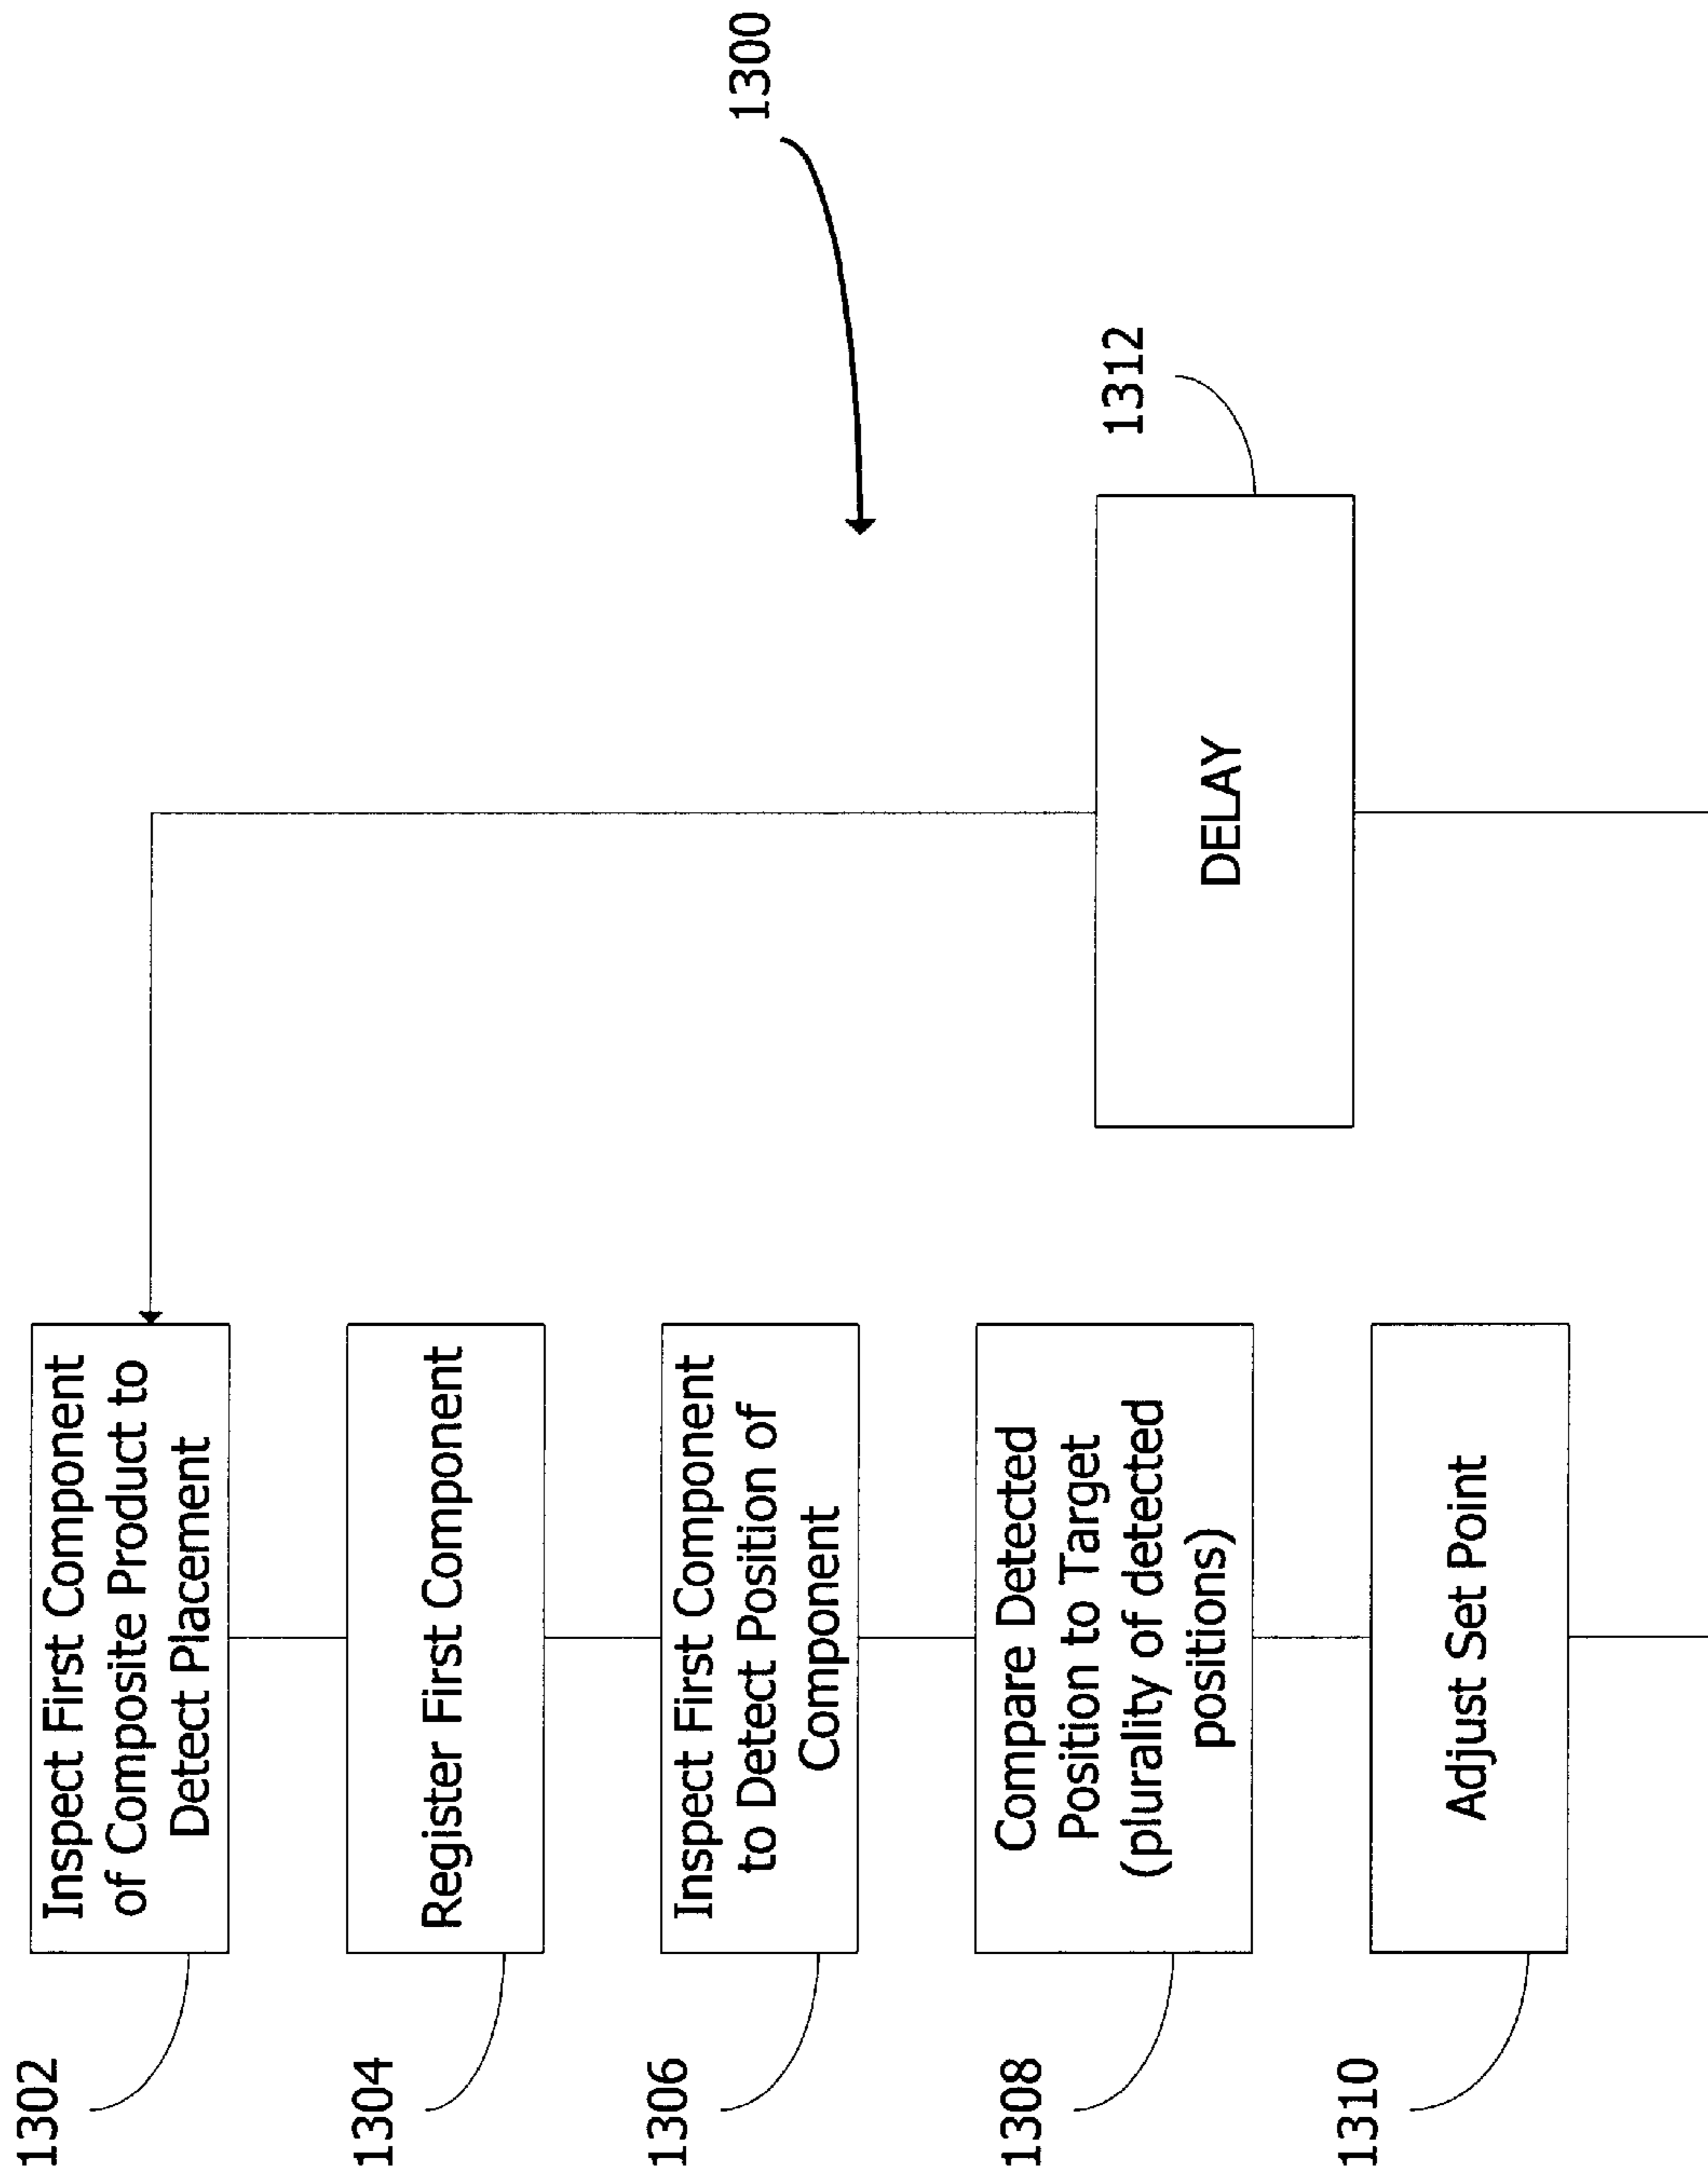 1302
Inspect First Component
of Composite Product to
Detect Placement
1304
Register First Component
1306
Inspect First Component
to Detect Position of
Component
1308
Compare Detected
Position to Target
(plurality of detected
positions)
1310
Adjust Set Point
DELAY
1312
1300